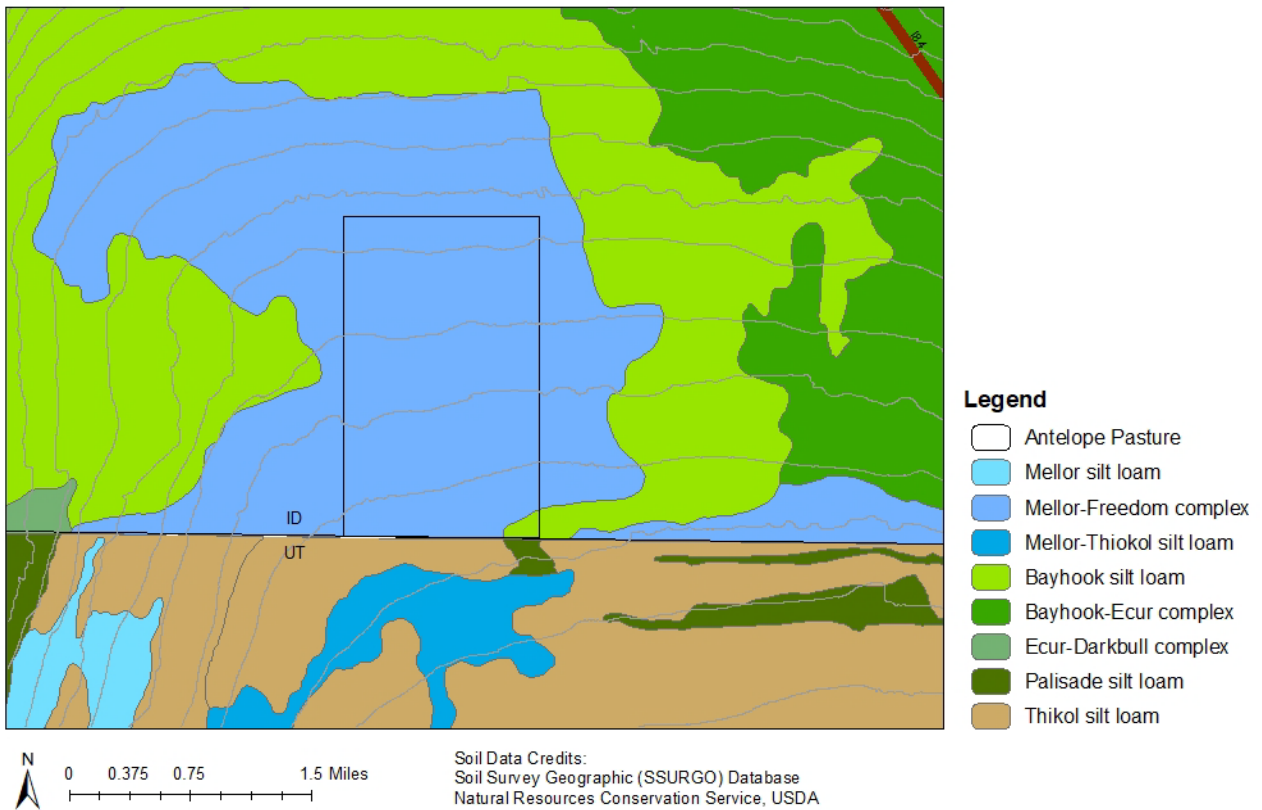 I84
ID
UT
Legend
Antelope Pasture
Mellor silt loam
Mellor-Freedom complex
Mellor-Thiokol silt loam
Bayhook silt loam
Bayhook-Ecur complex
Ecur-Darkbull complex
Palisade silt loam
Thikol silt loam
N
0 0.375 0.75 1.5 Miles
Soil Data Credits:
Soil Survey Geographic (SSURGO) Database
Natural Resources Conservation Service, USDA